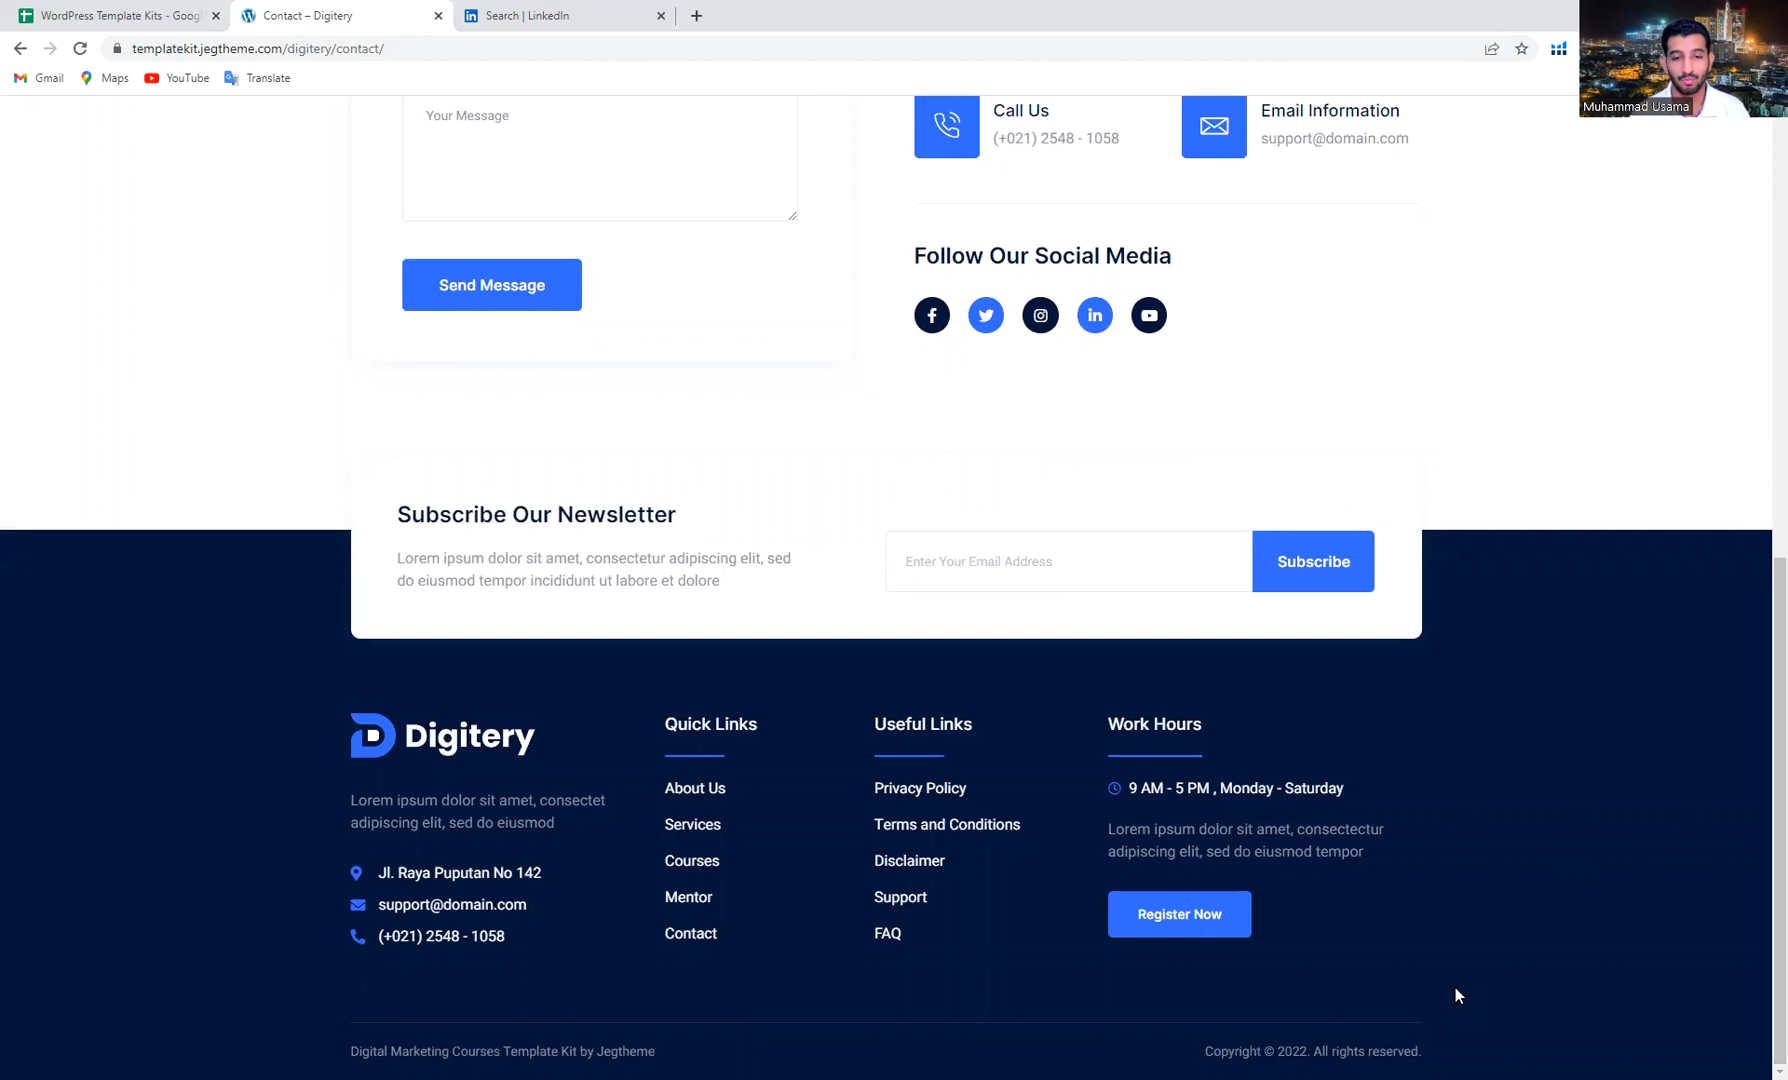 WordPress Template Kits - Goog
Contact – Digitery
Search | LinkedIn
templatekit.jegtheme.com/digitery/contact/
Gmail
Maps
YouTube
Translate
Muhammad Usama
Your Message
Send Message
Call Us
(+021) 2548 - 1058
Email Information
support@domain.com
Follow Our Social Media
Subscribe Our Newsletter
Lorem ipsum dolor sit amet, consectetur adipiscing elit, sed
do eiusmod tempor incididunt ut labore et dolore
Enter Your Email Address
Subscribe
Digitery
Lorem ipsum dolor sit amet, consectet
adipiscing elit, sed do eiusmod
Jl. Raya Puputan No 142
support@domain.com
(+021) 2548 - 1058
Quick Links
About Us
Services
Courses
Mentor
Contact
Useful Links
Privacy Policy
Terms and Conditions
Disclaimer
Support
FAQ
Work Hours
9 AM - 5 PM , Monday - Saturday
Lorem ipsum dolor sit amet, consectectur
adipiscing elit, sed do eiusmod tempor
Register Now
Digital Marketing Courses Template Kit by Jegtheme
Copyright © 2022. All rights reserved.